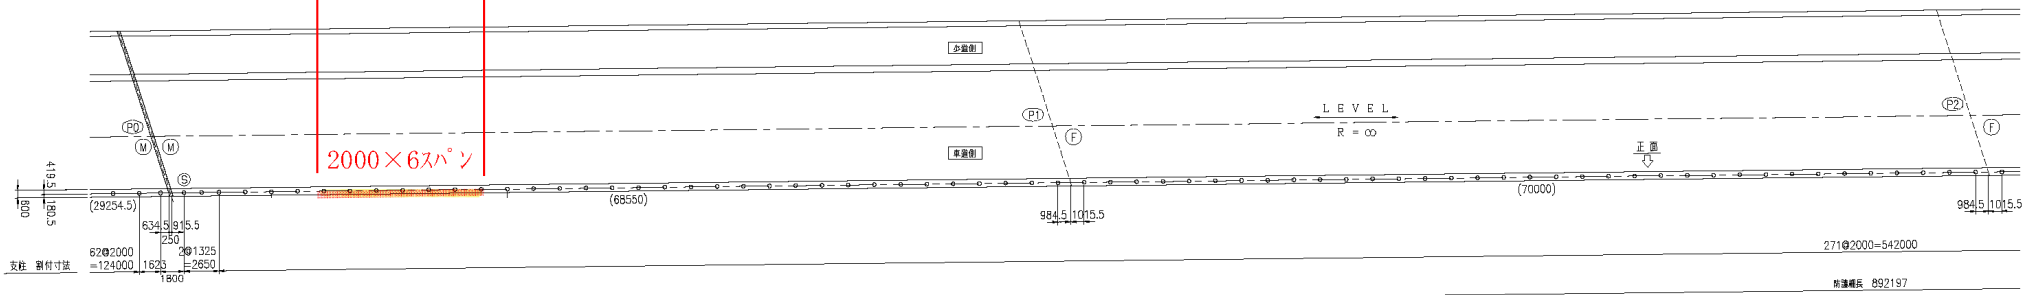 歩道側
P1
P2
P0
L E V E L
R = ∞
F
F
M
M
車道側
正面
2000×6スパン
S
419.5
800
180.5
(29254.5)
(68550)
(70000)
634.5
915.5
250
984.5
1015.5
984.5
1015.5
62@2000
=124000
1623
1800
2@1325
=2650
271@2000=542000
支柱 割付寸法
防護柵長 892197